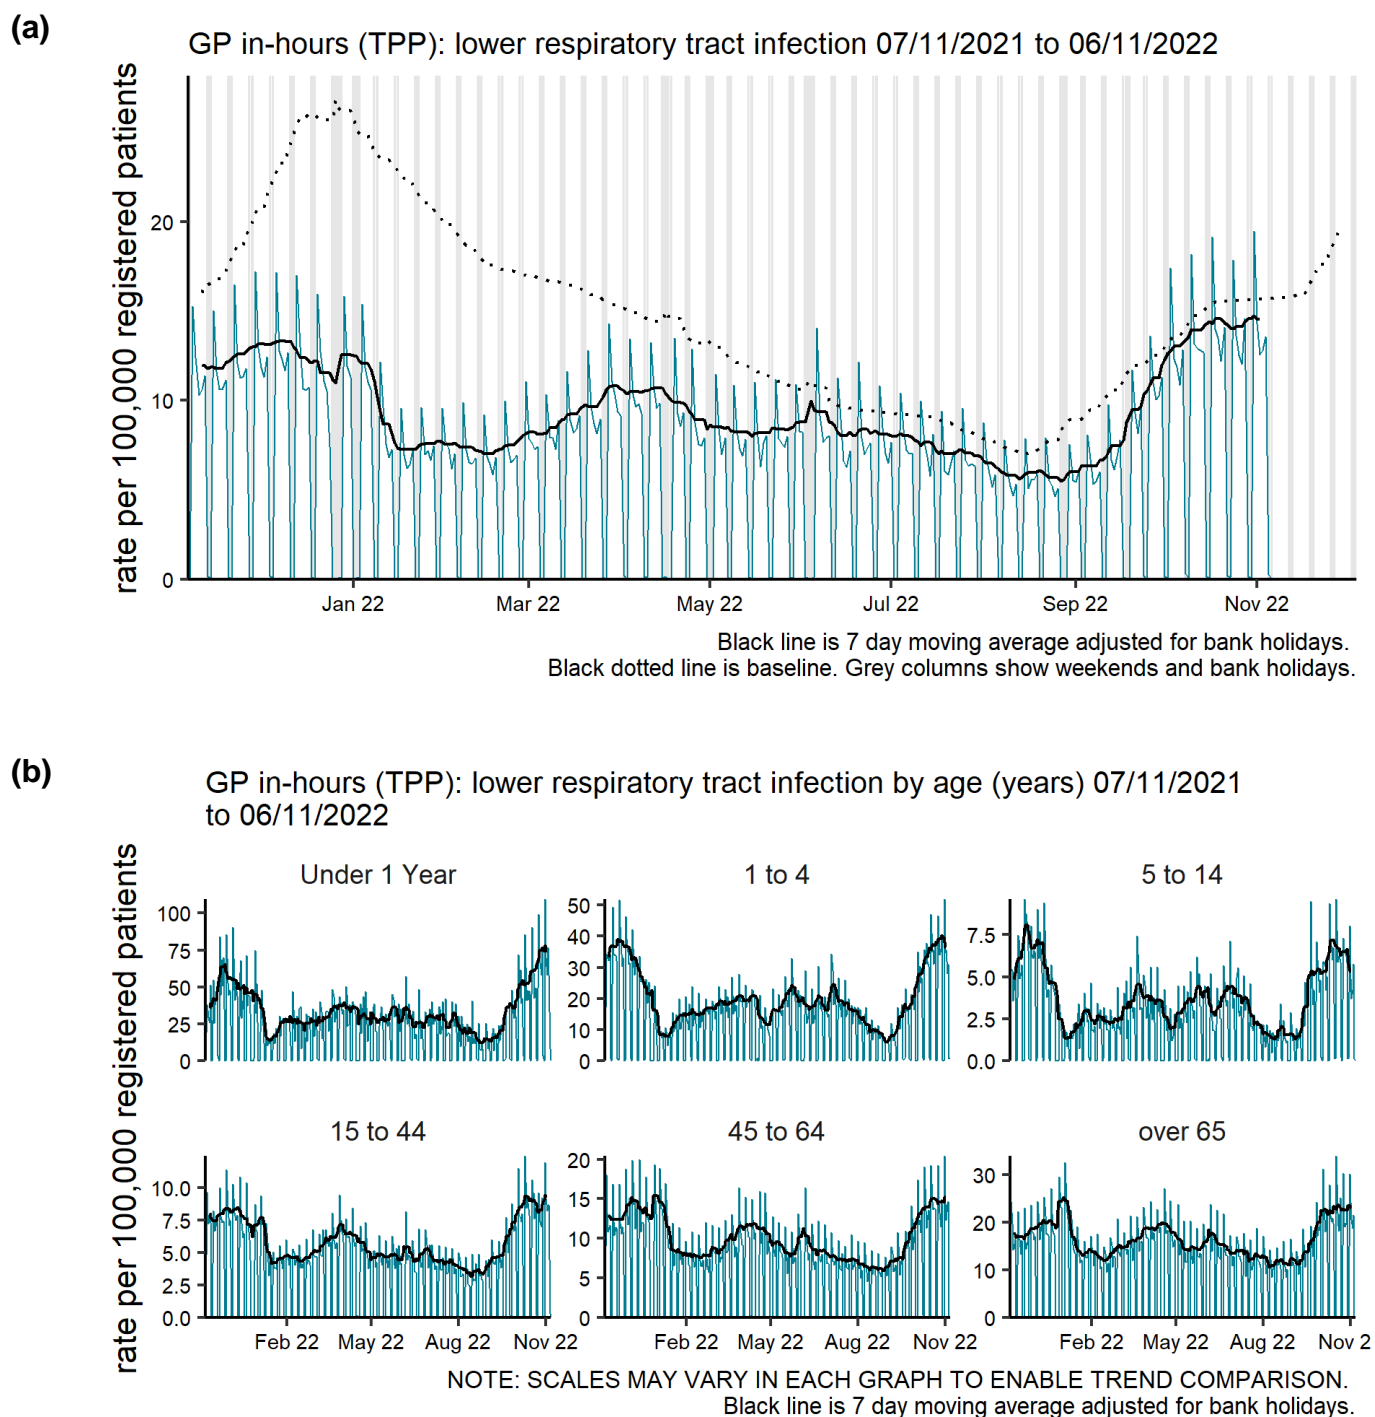 (a)
GP in-hours (TPP): lower respiratory tract infection 07/11/2021 to 06/11/2022
rate per 100,000 registered patients
20
10
0
Jan 22 Mar 22 May 22 Jul 22 Sep 22 Nov 22
Black line is 7 day moving average adjusted for bank holidays.
Black dotted line is baseline. Grey columns show weekends and bank holidays.
(b)
GP in-hours (TPP): lower respiratory tract infection by age (years) 07/11/2021
to 06/11/2022
rate per 100,000 registered patients
Under 1 Year 1 to 4 5 to 14
100
75
50
25
0
50
40
30
20
10
0
7.5
5.0
2.5
0.0
15 to 44 45 to 64 over 65
10.0
7.5
5.0
2.5
0.0
20
15
10
5
0
30
20
10
0
Feb 22 May 22 Aug 22 Nov 22 Feb 22 May 22 Aug 22 Nov 22 Feb 22 May 22 Aug 22 Nov 2
NOTE: SCALES MAY VARY IN EACH GRAPH TO ENABLE TREND COMPARISON.
Black line is 7 day moving average adjusted for bank holidays.